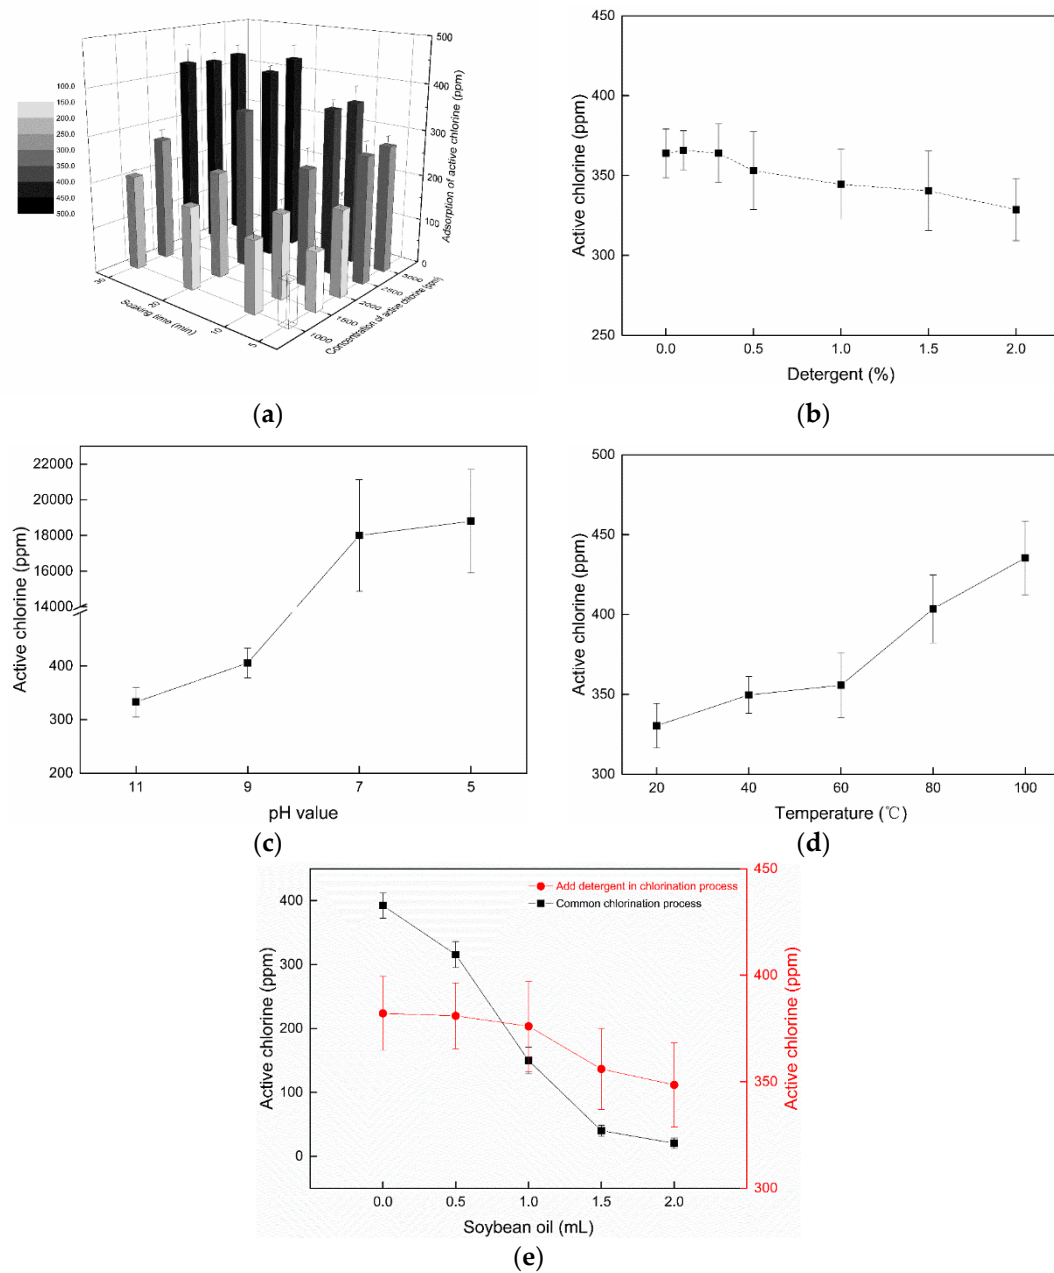 500
400
300
200
100
0
Adsorption of active chlorine (ppm)
100.0
150.0
250.0
300.0
350.0
400.0
450.0
500.0
30
20
10
5
Soaking time (min)
1000
1500
2000
2500
3000
Concentration of active chlorine (ppm)
(a)
450
400
350
300
250
Active chlorine (ppm)
0.0 0.5 1.0 1.5 2.0
Detergent (%)
(b)
22000
20000
18000
16000
14000
400
300
200
Active chlorine (ppm)
11 9 7 5
pH value
(c)
500
450
400
350
300
Active chlorine (ppm)
20 40 60 80 100
Temperature (℃)
(d)
400
300
200
100
0
Active chlorine (ppm)
Add detergent in chlorination process
Common chlorination process
450
400
350
300
Active chlorine (ppm)
0.0 0.5 1.0 1.5 2.0
Soybean oil (mL)
(e)